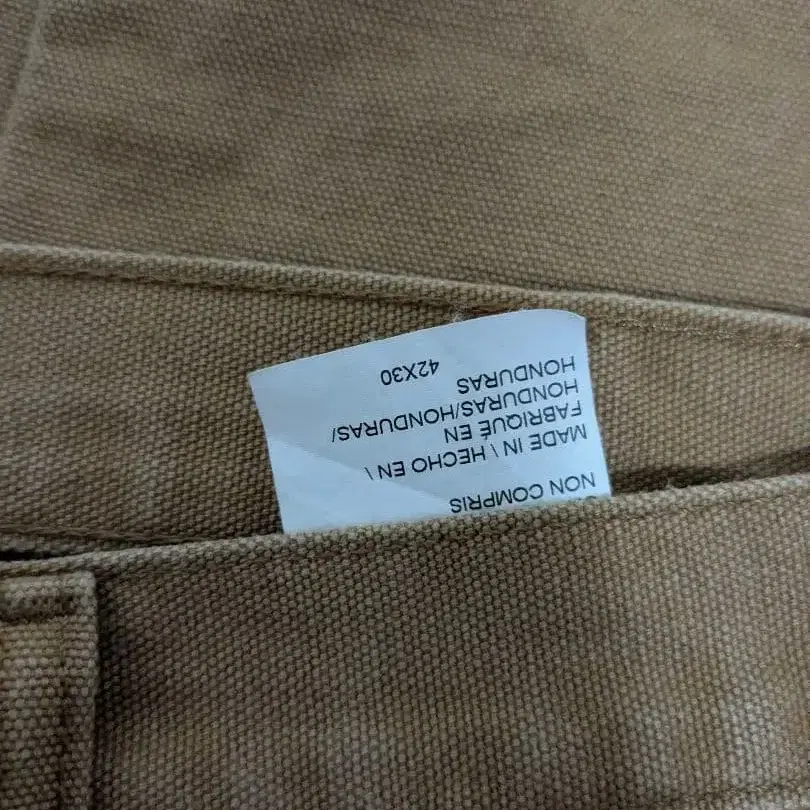 NON COMPRIS
MADE IN \ HECHO EN \
FABRIQUÉ EN
HONDURAS/HONDURAS/
HONDURAS
42X30